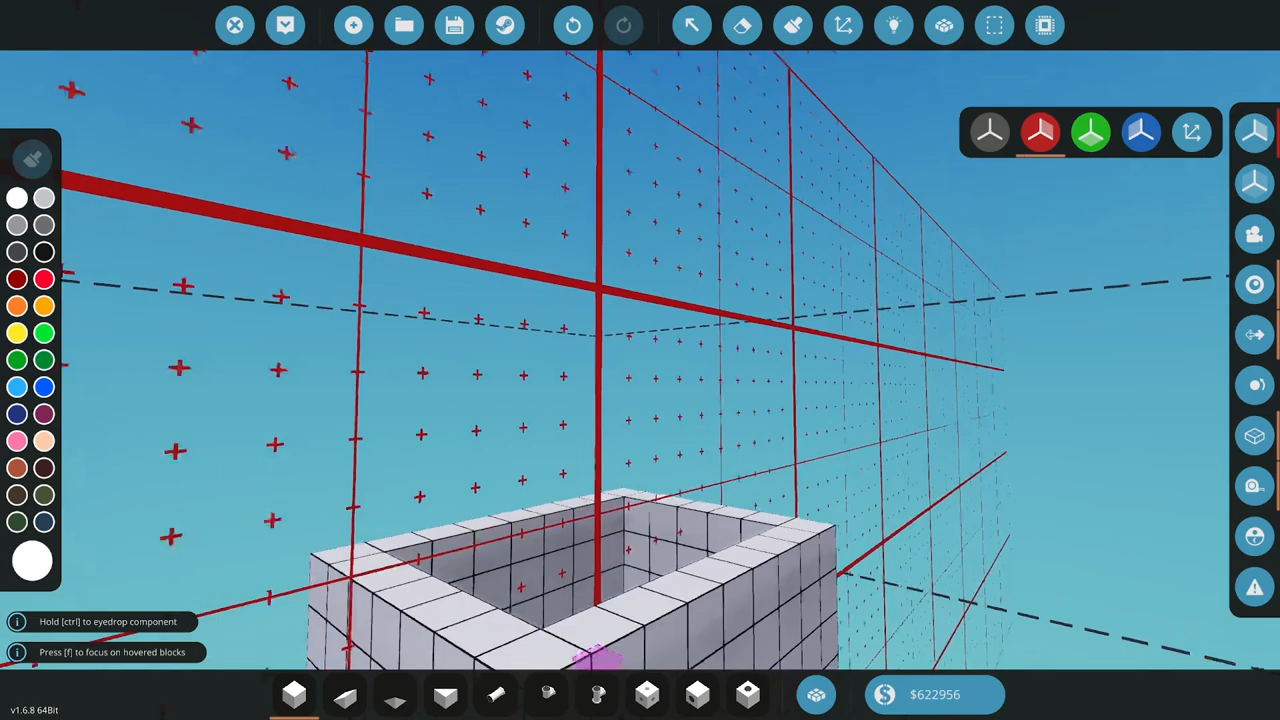 Hold [ctrl] to eyedrop component
Press [f] to focus on hovered blocks
$622956
v1.6.8 64Bit